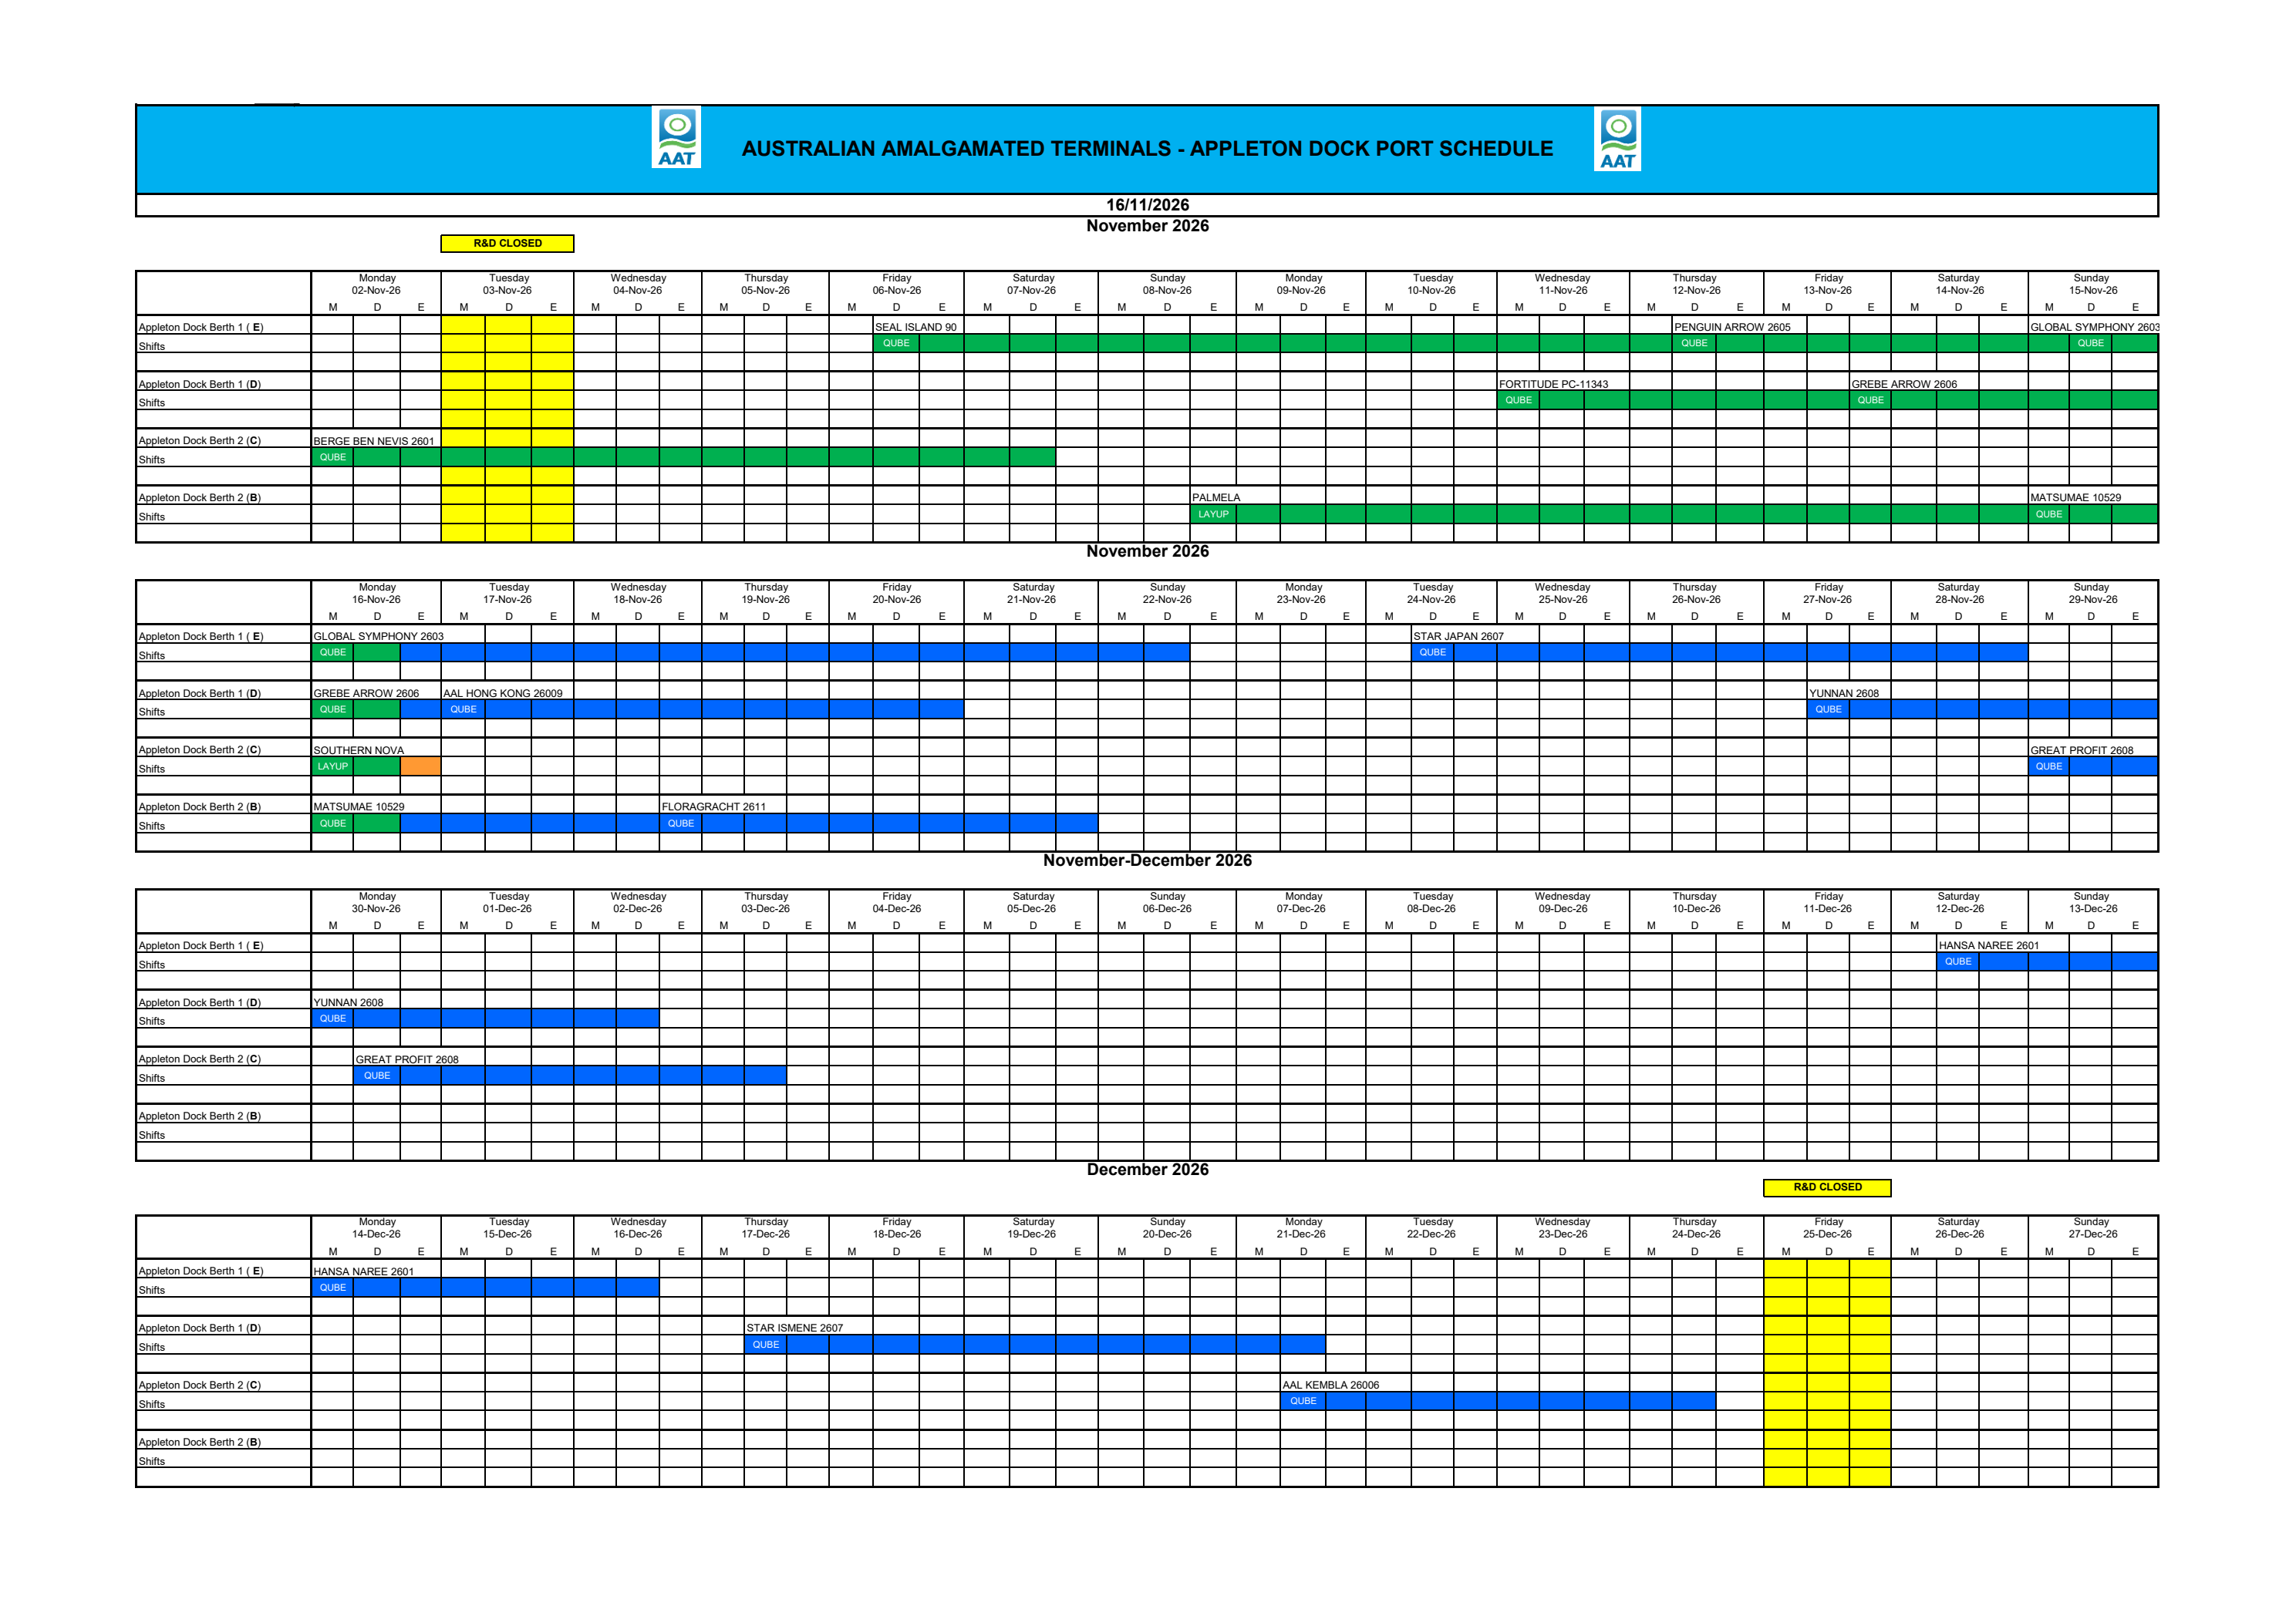 AAT
AUSTRALIAN AMALGAMATED TERMINALS - APPLETON DOCK PORT SCHEDULE
AAT
16/11/2026
November 2026
R&D CLOSED
Monday Tuesday Wednesday Thursday Friday Saturday Sunday Monday Tuesday Wednesday Thursday Friday Saturday Sunday
02-Nov-26 03-Nov-26 04-Nov-26 05-Nov-26 06-Nov-26 07-Nov-26 08-Nov-26 09-Nov-26 10-Nov-26 11-Nov-26 12-Nov-26 13-Nov-26 14-Nov-26 15-Nov-26
M D E M D E M D E M D E M D E M D E M D E M D E M D E M D E M D E M D E M D E M D E
Appleton Dock Berth 1 ( E) SEAL ISLAND 90 PENGUIN ARROW 2605 GLOBAL SYMPHONY 2603
Shifts QUBE QUBE QUBE
Appleton Dock Berth 1 (D) FORTITUDE PC-11343 GREBE ARROW 2606
Shifts QUBE QUBE
Appleton Dock Berth 2 (C) BERGE BEN NEVIS 2601
Shifts QUBE
Appleton Dock Berth 2 (B) PALMELA MATSUMAE 10529
Shifts LAYUP QUBE
November 2026
Monday Tuesday Wednesday Thursday Friday Saturday Sunday Monday Tuesday Wednesday Thursday Friday Saturday Sunday
16-Nov-26 17-Nov-26 18-Nov-26 19-Nov-26 20-Nov-26 21-Nov-26 22-Nov-26 23-Nov-26 24-Nov-26 25-Nov-26 26-Nov-26 27-Nov-26 28-Nov-26 29-Nov-26
M D E M D E M D E M D E M D E M D E M D E M D E M D E M D E M D E M D E M D E M D E
Appleton Dock Berth 1 ( E) GLOBAL SYMPHONY 2603 STAR JAPAN 2607
Shifts QUBE QUBE
Appleton Dock Berth 1 (D) GREBE ARROW 2606 AAL HONG KONG 26009 YUNNAN 2608
Shifts QUBE QUBE QUBE
Appleton Dock Berth 2 (C) SOUTHERN NOVA GREAT PROFIT 2608
Shifts LAYUP QUBE
Appleton Dock Berth 2 (B) MATSUMAE 10529 FLORAGRACHT 2611
Shifts QUBE QUBE
November-December 2026
Monday Tuesday Wednesday Thursday Friday Saturday Sunday Monday Tuesday Wednesday Thursday Friday Saturday Sunday
30-Nov-26 01-Dec-26 02-Dec-26 03-Dec-26 04-Dec-26 05-Dec-26 06-Dec-26 07-Dec-26 08-Dec-26 09-Dec-26 10-Dec-26 11-Dec-26 12-Dec-26 13-Dec-26
M D E M D E M D E M D E M D E M D E M D E M D E M D E M D E M D E M D E M D E M D E
Appleton Dock Berth 1 ( E) HANSA NAREE 2601
Shifts QUBE
Appleton Dock Berth 1 (D) YUNNAN 2608
Shifts QUBE
Appleton Dock Berth 2 (C) GREAT PROFIT 2608
Shifts QUBE
Appleton Dock Berth 2 (B)
Shifts
December 2026
R&D CLOSED
Monday Tuesday Wednesday Thursday Friday Saturday Sunday Monday Tuesday Wednesday Thursday Friday Saturday Sunday
14-Dec-26 15-Dec-26 16-Dec-26 17-Dec-26 18-Dec-26 19-Dec-26 20-Dec-26 21-Dec-26 22-Dec-26 23-Dec-26 24-Dec-26 25-Dec-26 26-Dec-26 27-Dec-26
M D E M D E M D E M D E M D E M D E M D E M D E M D E M D E M D E M D E M D E M D E
Appleton Dock Berth 1 ( E) HANSA NAREE 2601
Shifts QUBE
Appleton Dock Berth 1 (D) STAR ISMENE 2607
Shifts QUBE
Appleton Dock Berth 2 (C) AAL KEMBLA 26006
Shifts QUBE
Appleton Dock Berth 2 (B)
Shifts